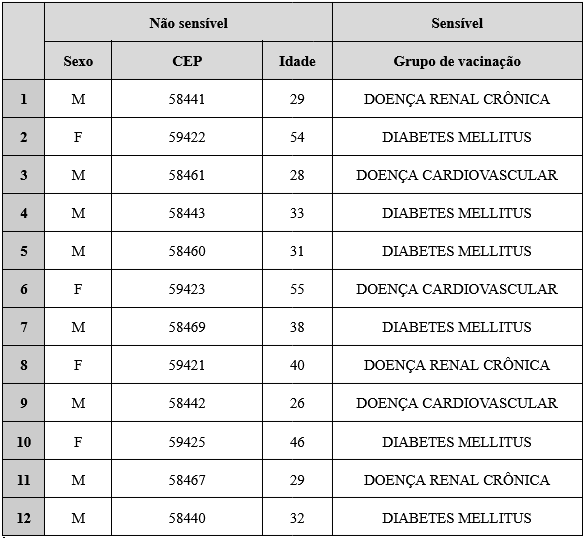 Não sensível Sensível
Sexo CEP Idade Grupo de vacinação
1 M 58441 29 DOENÇA RENAL CRÔNICA
2 F 59422 54 DIABETES MELLITUS
3 M 58461 28 DOENÇA CARDIOVASCULAR
4 M 58443 33 DIABETES MELLITUS
5 M 58460 31 DIABETES MELLITUS
6 F 59423 55 DOENÇA CARDIOVASCULAR
7 M 58469 38 DIABETES MELLITUS
8 F 59421 40 DOENÇA RENAL CRÔNICA
9 M 58442 26 DOENÇA CARDIOVASCULAR
10 F 59425 46 DIABETES MELLITUS
11 M 58467 29 DOENÇA RENAL CRÔNICA
12 M 58440 32 DIABETES MELLITUS